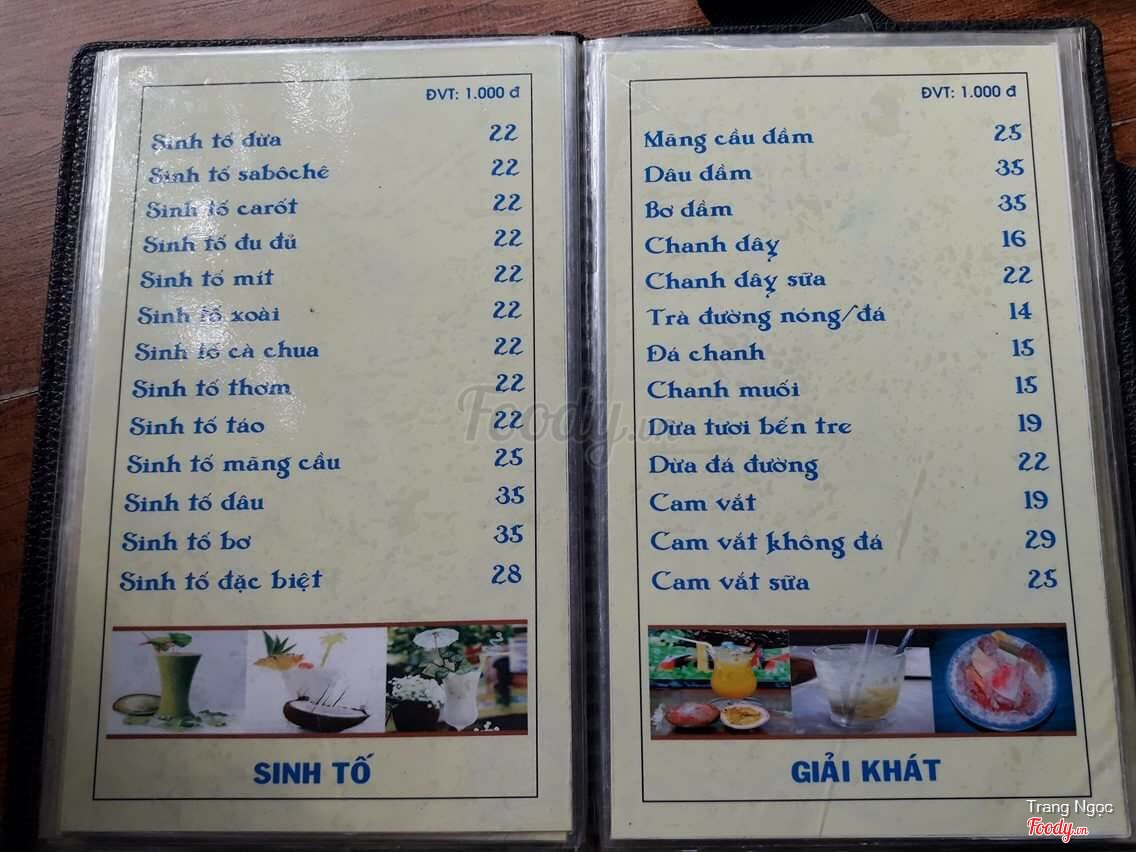 ĐVT: 1.000 đ
Sinh tố dừa 22
Sinh tố sabôchê 22
Sinh tố carốt 22
Sinh tố đu đủ 22
Sinh tố mít 22
Sinh tố xoài 22
Sinh tố cà chua 22
Sinh tố thơm 22
Sinh tố táo 22
Sinh tố mãng cầu 25
Sinh tố dâu 35
Sinh tố bơ 35
Sinh tố đặc biệt 28
SINH TỐ
ĐVT: 1.000 đ
Mãng cầu dầm 25
Dâu dầm 35
Bơ dầm 35
Chanh dây 16
Chanh dây sữa 22
Trà đường nóng/đá 14
Đá chanh 15
Chanh muối 15
Dừa tươi bến tre 19
Dừa đá đường 22
Cam vắt 19
Cam vắt không đá 29
Cam vắt sữa 25
GIẢI KHÁT
Foody.vn
Trang Ngọc
Foody.vn